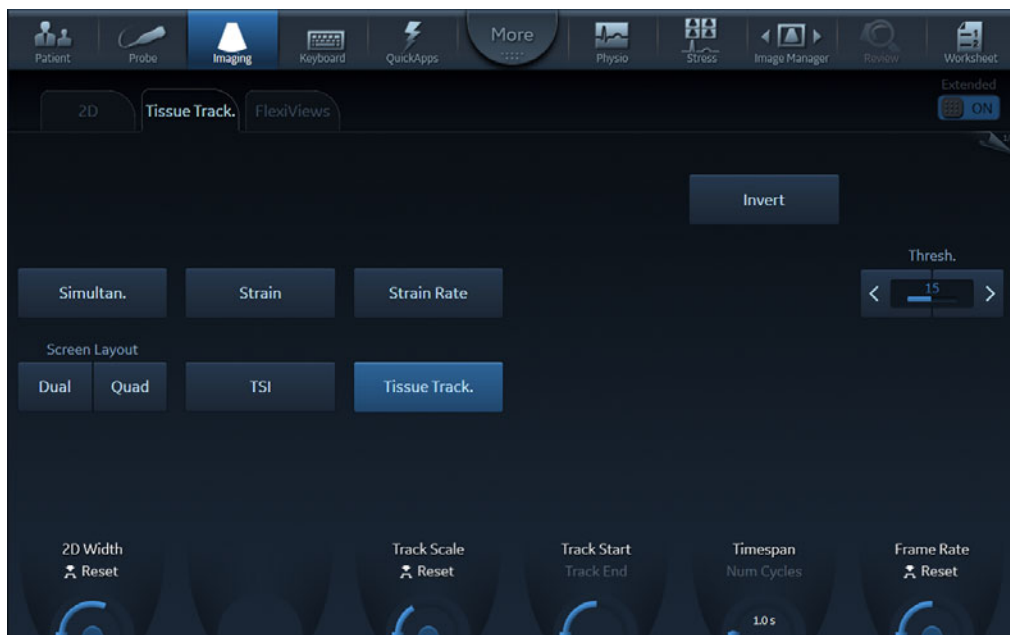 Patient
Probe
Imaging
Keyboard
QuickApps
More
Physio
Stress
Image Manager
Review
Worksheet
2D
Tissue Track.
FlexiViews
Extended
ON
Invert
Thresh.
15
Simultan.
Strain
Strain Rate
Screen Layout
Dual
Quad
TSI
Tissue Track.
2D Width
Reset
Track Scale
Reset
Track Start
Track End
Timespan
Num Cycles
1.0 s
Frame Rate
Reset